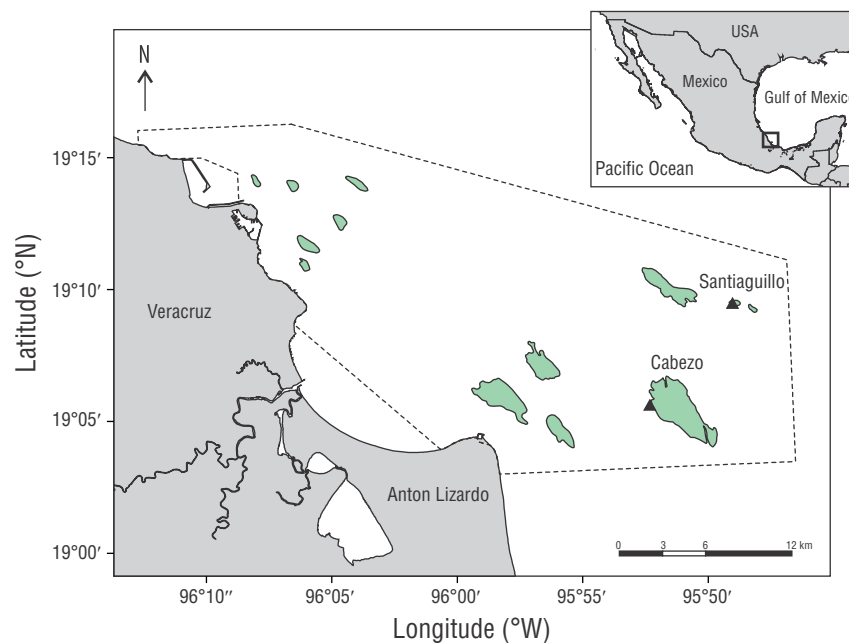 N
USA
Mexico
Gulf of Mexico
Pacific Ocean
19°15′
19°10′
19°05′
19°00′
Latitude (°N)
Santiaguillo
Veracruz
Cabezo
Anton Lizardo
0 3 6 12 km
96°10′′ 96°05′ 96°00′ 95°55′ 95°50′
Longitude (°W)